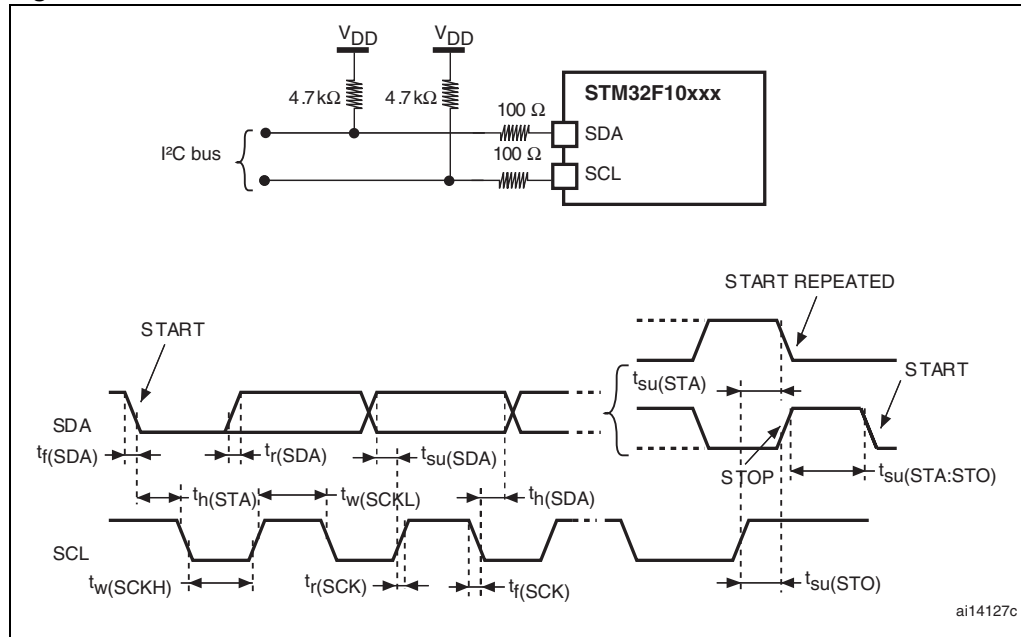 VDD VDD
4.7kΩ 4.7kΩ
STM32F10xxx
100 Ω
SDA
100 Ω
SCL
I²C bus
START REPEATED
START
START
tsu(STA)
SDA
tf(SDA)
tr(SDA)
tsu(SDA)
STOP
tsu(STA:STO)
th(STA)
tw(SCKL)
th(SDA)
SCL
tw(SCKH)
tr(SCK)
tf(SCK)
tsu(STO)
ai14127c